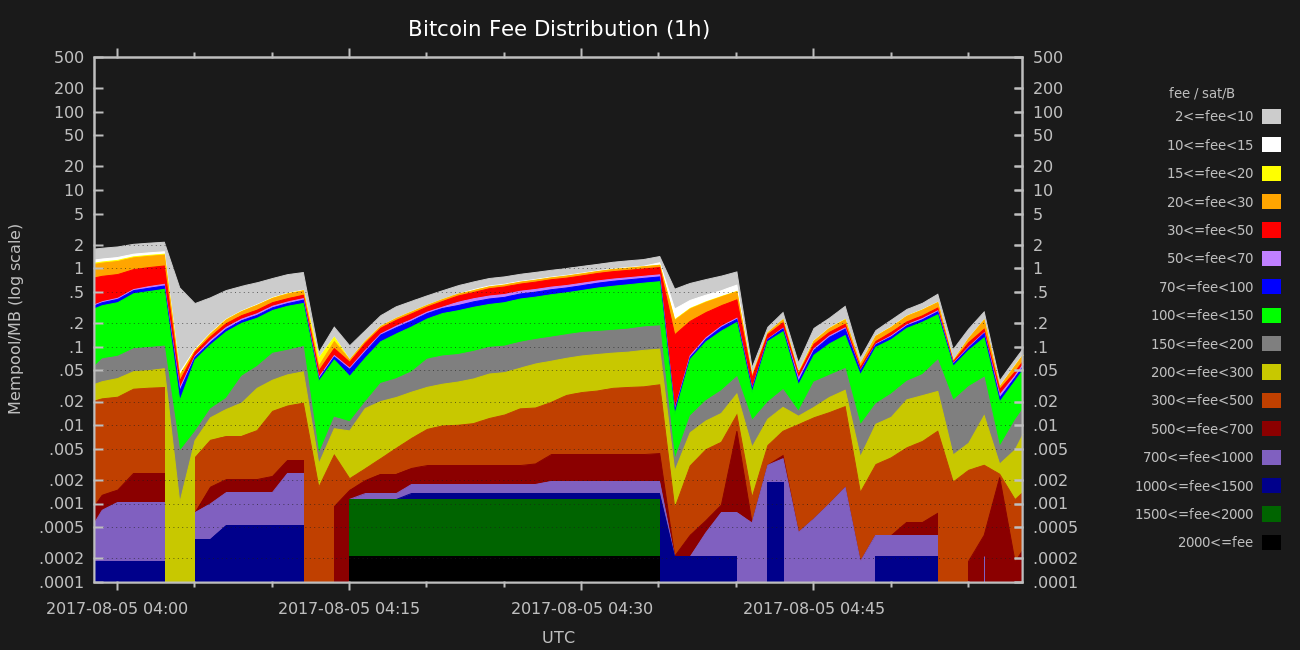 Bitcoin Fee Distribution (1h)
Mempool/MB (log scale)
500
200
100
50
20
10
5
2
1
.5
.2
.1
.05
.02
.01
.005
.002
.001
.0005
.0002
.0001
500
200
100
50
20
10
5
2
1
.5
.2
.1
.05
.02
.01
.005
.002
.001
.0005
.0002
.0001
2017-08-05 04:00 2017-08-05 04:15 2017-08-05 04:30 2017-08-05 04:45
UTC
fee / sat/B
2<=fee<10
10<=fee<15
15<=fee<20
20<=fee<30
30<=fee<50
50<=fee<70
70<=fee<100
100<=fee<150
150<=fee<200
200<=fee<300
300<=fee<500
500<=fee<700
700<=fee<1000
1000<=fee<1500
1500<=fee<2000
2000<=fee